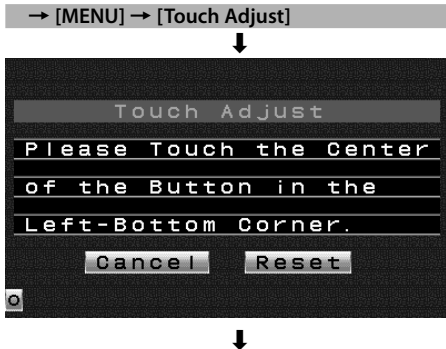 → [MENU] → [Touch Adjust]
Touch Adjust
Please Touch the Center
of the Button in the
Left-Bottom Corner.
Cancel Reset
o